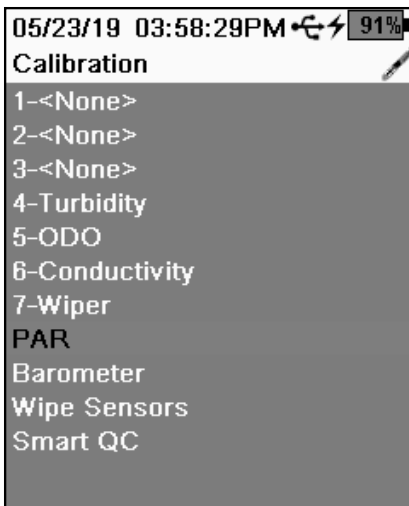 05/23/19 03:58:29PM 91%
Calibration
1-<None>
2-<None>
3-<None>
4-Turbidity
5-ODO
6-Conductivity
7-Wiper
PAR
Barometer
Wipe Sensors
Smart QC